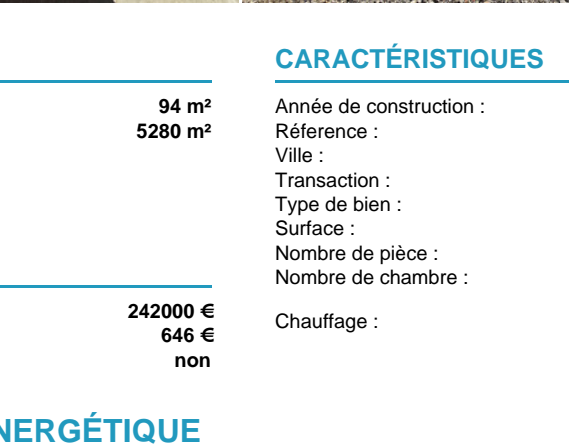 94 m²
5280 m²
242000 €
646 €
non
NERGÉTIQUE
CARACTÉRISTIQUES
Année de construction :
Réference :
Ville :
Transaction :
Type de bien :
Surface :
Nombre de pièce :
Nombre de chambre :
Chauffage :